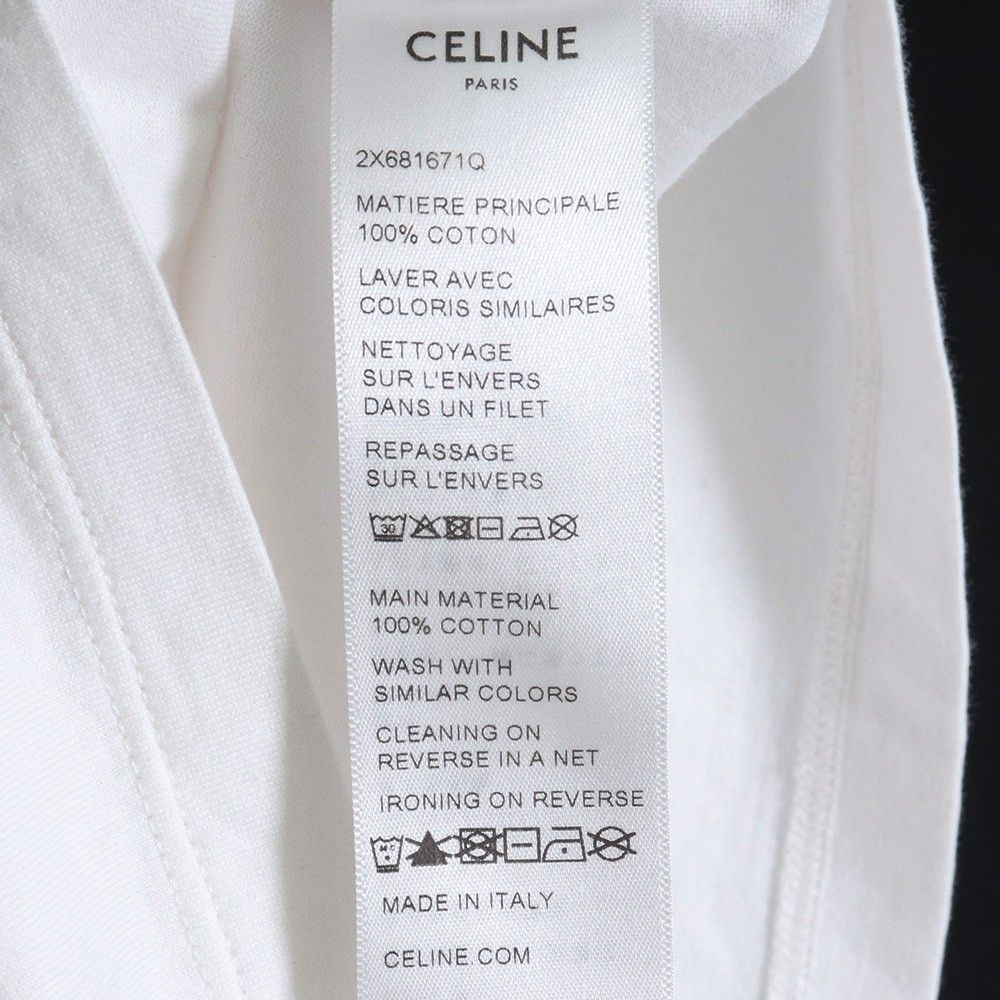 CELINE
PARIS
2X681671Q
MATIERE PRINCIPALE
100% COTON
LAVER AVEC
COLORIS SIMILAIRES
NETTOYAGE
SUR L'ENVERS
DANS UN FILET
REPASSAGE
SUR L'ENVERS
30
MAIN MATERIAL
100% COTTON
WASH WITH
SIMILAR COLORS
CLEANING ON
REVERSE IN A NET
IRONING ON REVERSE
MADE IN ITALY
CELINE.COM